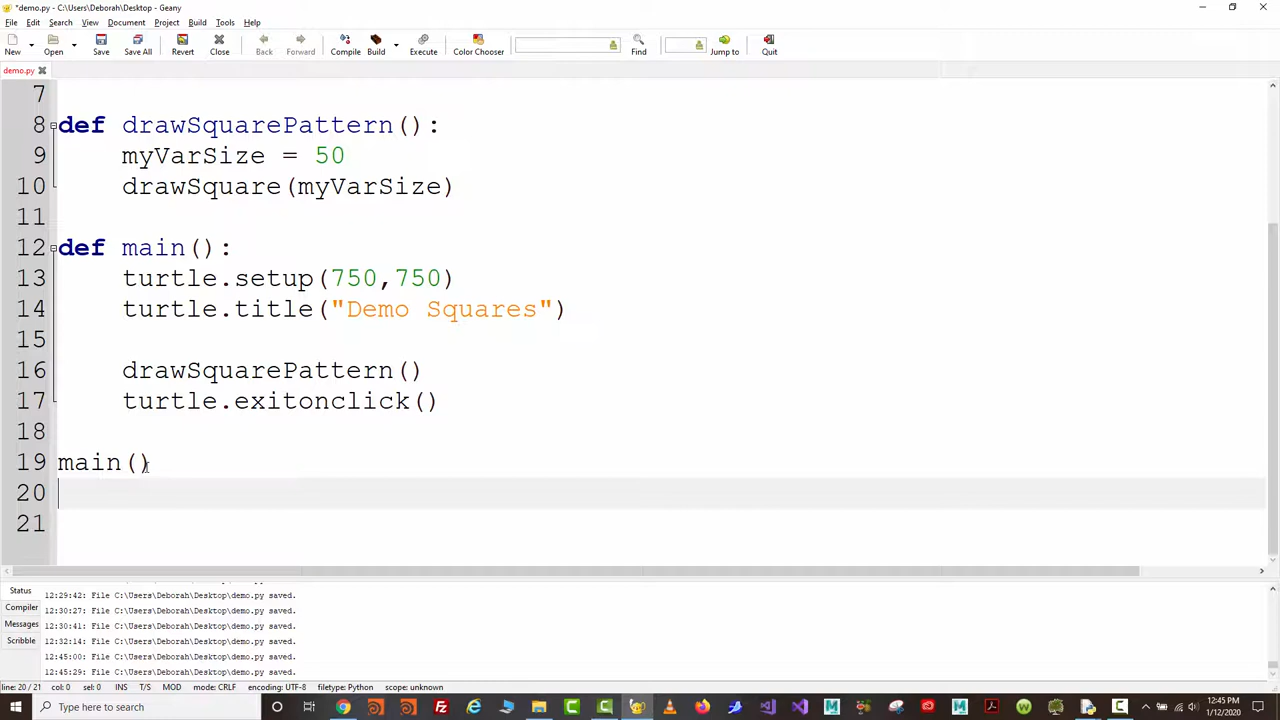 *demo.py - C:\Users\Deborah\Desktop - Geany
File Edit Search View Document Project Build Tools Help
New Open Save Save All Revert Close Back Forward Compile Build Execute Color Chooser Find Jump to Quit
demo.py
7
8 def drawSquarePattern():
9 myVarSize = 50
10 drawSquare(myVarSize)
11
12 def main():
13 turtle.setup(750,750)
14 turtle.title("Demo Squares")
15
16 drawSquarePattern()
17 turtle.exitonclick()
18
19 main()
20
21
Status
Compiler
Messages
Scribble
12:29:42: File C:\Users\Deborah\Desktop\demo.py saved.
12:30:27: File C:\Users\Deborah\Desktop\demo.py saved.
12:30:41: File C:\Users\Deborah\Desktop\demo.py saved.
12:32:14: File C:\Users\Deborah\Desktop\demo.py saved.
12:45:00: File C:\Users\Deborah\Desktop\demo.py saved.
12:45:29: File C:\Users\Deborah\Desktop\demo.py saved.
line: 20 / 21 col: 0 sel: 0 INS T/S MOD mode: CRLF encoding: UTF-8 filetype: Python scope: unknown
Type here to search
12:45 PM
1/12/2020